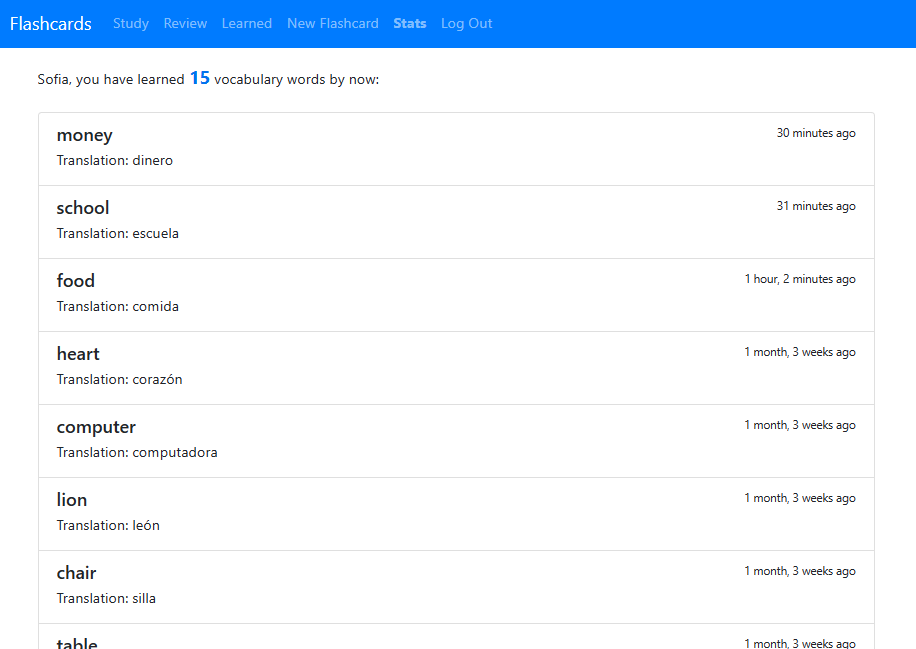 Flashcards Study Review Learned New Flashcard Stats Log Out
Sofia, you have learned 15 vocabulary words by now:
money 30 minutes ago
Translation: dinero
school 31 minutes ago
Translation: escuela
food 1 hour, 2 minutes ago
Translation: comida
heart 1 month, 3 weeks ago
Translation: corazón
computer 1 month, 3 weeks ago
Translation: computadora
lion 1 month, 3 weeks ago
Translation: león
chair 1 month, 3 weeks ago
Translation: silla
table 1 month, 3 weeks ago